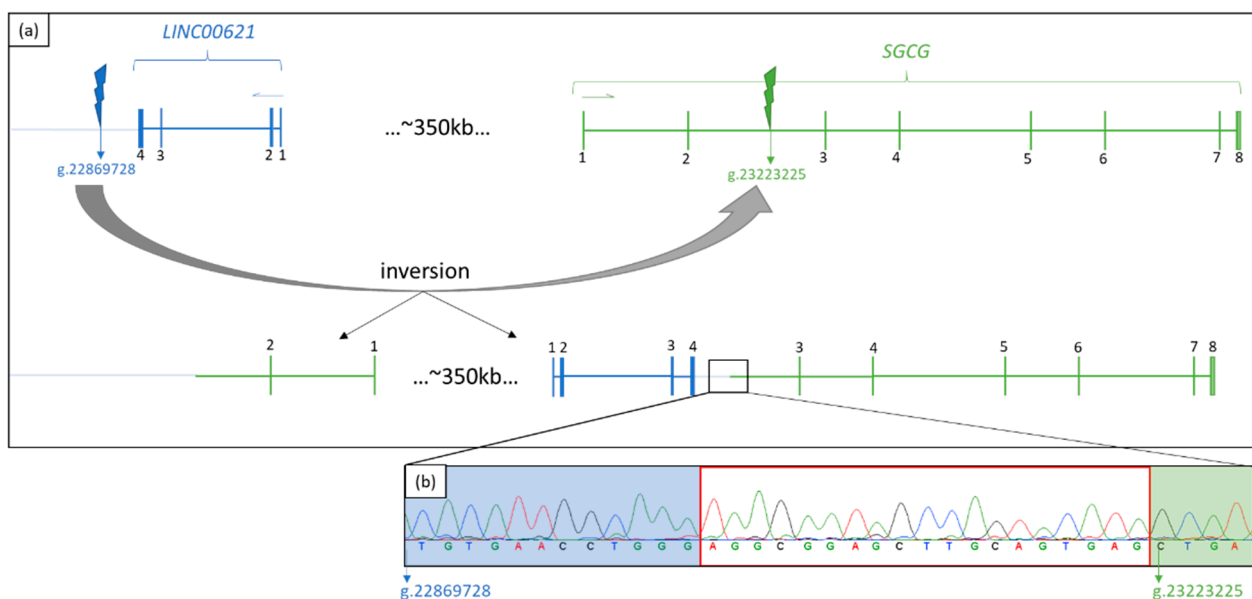 (a)
LINC00621
SGCG
...~350kb...
4 3 2 1
1 2 3 4 5 6 7 8
g.22869728
g.23223225
inversion
2 1
...~350kb...
1 2 3 4
3 4 5 6 7 8
(b)
T G T G A A C C T G G G A G G C G G A G C T T G C A G T G A G C T G A
g.22869728
g.23223225